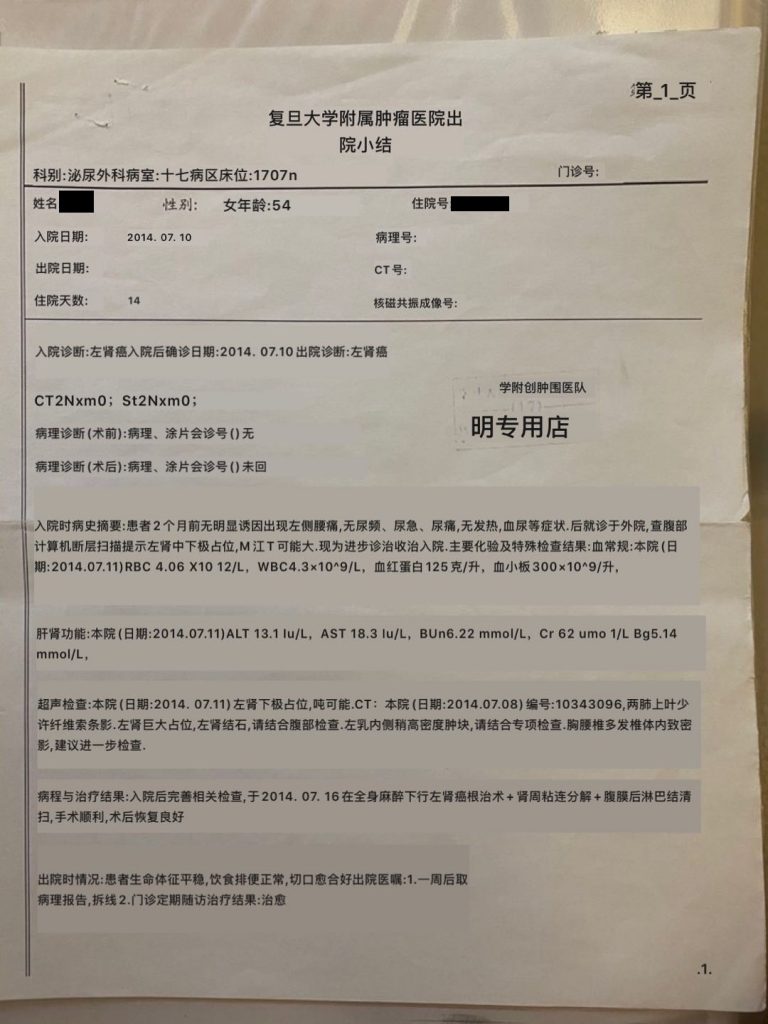 第_1_页
复旦大学附属肿瘤医院出
院小结
科别:泌尿外科病室:十七病区床位:1707n 门诊号:
姓名 性别: 女年龄:54 住院号
入院日期: 2014. 07. 10 病理号:
出院日期: CT号:
住院天数: 14 核磁共振成像号:
入院诊断:左肾癌入院后确诊日期:2014. 07.10出院诊断:左肾癌
学附创肿围医队
CT2Nxm0；St2Nxm0；
明专用店
病理诊断(术前):病理、涂片会诊号()无
病理诊断(术后):病理、涂片会诊号()未回
入院时病史摘要:患者2个月前无明显诱因出现左侧腰痛,无尿频、尿急、尿痛,无发热,血尿等症状.后就诊于外院,查腹部
计算机断层扫描提示左肾中下极占位,M江T可能大.现为进步诊治收治入院.主要化验及特殊检查结果:血常规:本院(日
期:2014.07.11)RBC 4.06 X10 12/L，WBC4.3×10^9/L，血红蛋白125克/升，血小板300×10^9/升，
肝肾功能:本院(日期:2014.07.11)ALT 13.1 Iu/L，AST 18.3 lu/L，BUn6.22 mmol/L，Cr 62 umo 1/L Bg5.14
mmol/L，
超声检查:本院(日期:2014. 07.11)左肾下极占位,吨可能.CT：本院(日期:2014.07.08)编号:10343096,两肺上叶少
许纤维索条影.左肾巨大占位,左肾结石,请结合腹部检查.左乳内侧稍高密度肿块,请结合专项检查.胸腰椎多发椎体内致密
影,建议进一步检查.
病程与治疗结果:入院后完善相关检查,于2014. 07. 16在全身麻醉下行左肾癌根治术+肾周粘连分解+腹膜后淋巴结清
扫,手术顺利,术后恢复良好
出院时情况:患者生命体征平稳,饮食排便正常,切口愈合好出院医嘱:1.一周后取
病理报告,拆线2.门诊定期随访治疗结果:治愈
.1.